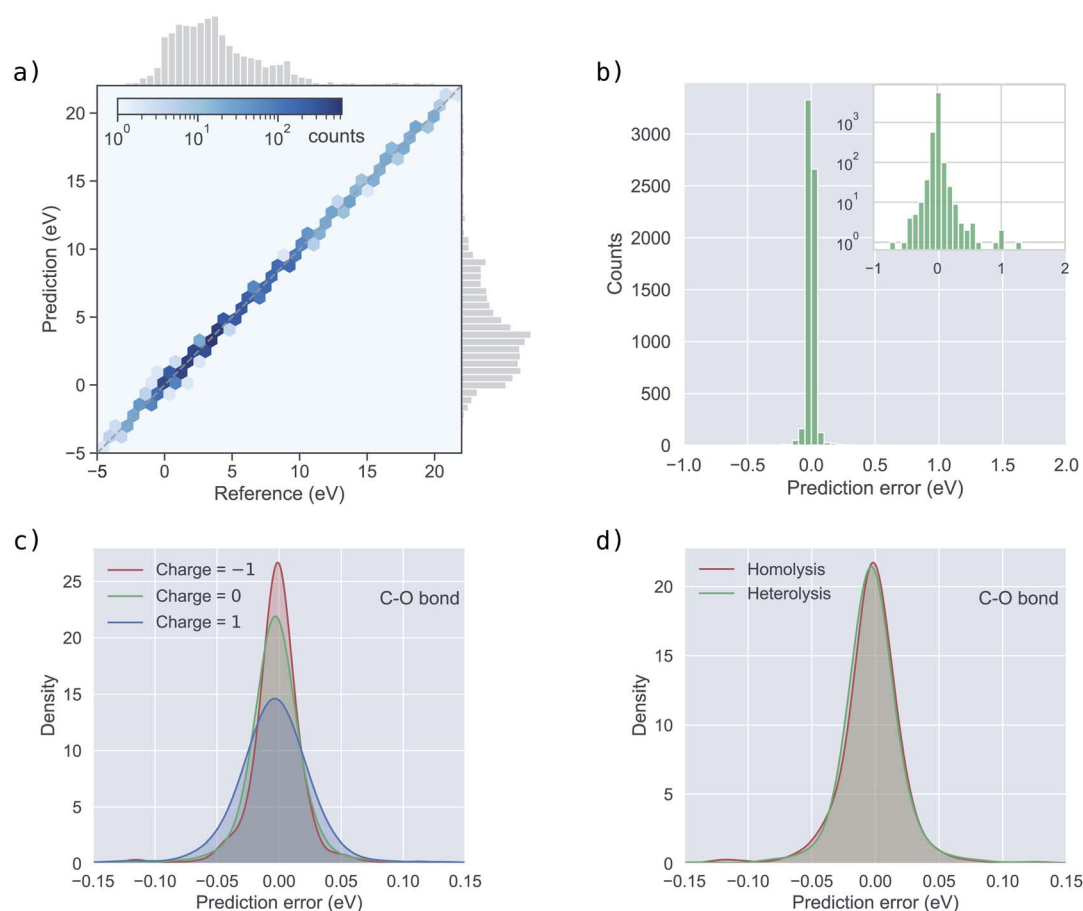 a)
20
15
10
5
0
−5
Prediction (eV)
10⁰ 10¹ 10² counts
−5 0 5 10 15 20
Reference (eV)
b)
3000
2500
2000
1500
1000
500
0
Counts
10³
10²
10¹
10⁰
−1 0 1 2
−1.0 −0.5 0.0 0.5 1.0 1.5 2.0
Prediction error (eV)
c)
Charge = −1
Charge = 0
Charge = 1
C-O bond
25
20
15
10
5
0
Density
−0.15 −0.10 −0.05 0.00 0.05 0.10 0.15
Prediction error (eV)
d)
Homolysis
Heterolysis
C-O bond
20
15
10
5
0
Density
−0.15 −0.10 −0.05 0.00 0.05 0.10 0.15
Prediction error (eV)